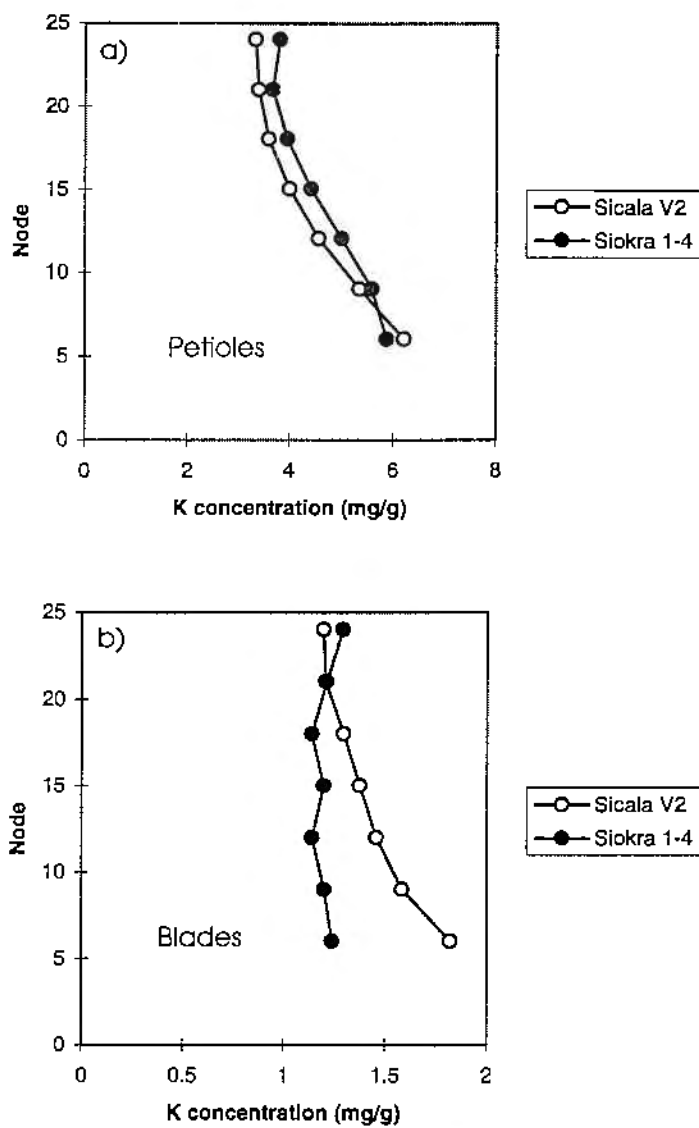 a)
25
20
15
10
5
0
Node
Petioles
0 2 4 6 8
K concentration (mg/g)
Sicala V2
Siokra 1-4
b)
25
20
15
10
5
0
Node
Blades
0 0.5 1 1.5 2
K concentration (mg/g)
Sicala V2
Siokra 1-4